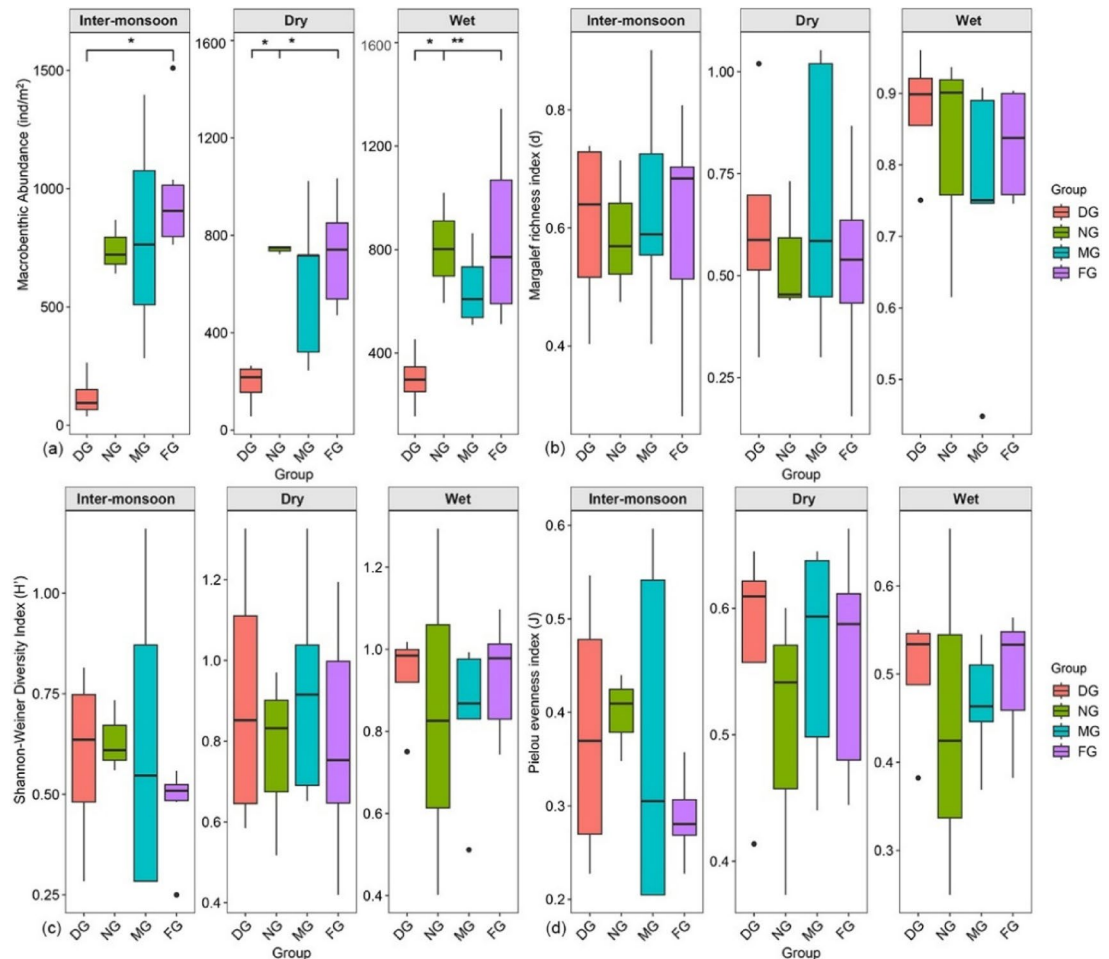 Inter-monsoon
Dry
Wet
Inter-monsoon
Dry
Wet
Macrobenthic Abundance (ind/m²)
1500
1000
500
0
*
1600
1200
800
400
0
* *
1600
1200
800
400
* **
Margalef richness index (d)
0.8
0.6
0.4
1.00
0.75
0.50
0.25
0.9
0.8
0.7
0.6
0.5
Group
DG
NG
MG
FG
(a)
DG NG MG FG
DG NG MG FG
DG NG MG FG
Group
(b)
DG NG MG FG
DG NG MG FG
DG NG MG FG
Group
Inter-monsoon
Dry
Wet
Inter-monsoon
Dry
Wet
Shannon-Weiner Diversity Index (H')
1.00
0.75
0.50
0.25
1.2
1.0
0.8
0.6
0.4
1.2
1.0
0.8
0.6
0.4
Pielou evenness index (J)
0.6
0.5
0.4
0.3
0.2
0.6
0.5
0.4
0.6
0.5
0.4
0.3
Group
DG
NG
MG
FG
(c)
DG NG MG FG
DG NG MG FG
DG NG MG FG
Group
(d)
DG NG MG FG
DG NG MG FG
DG NG MG FG
Group